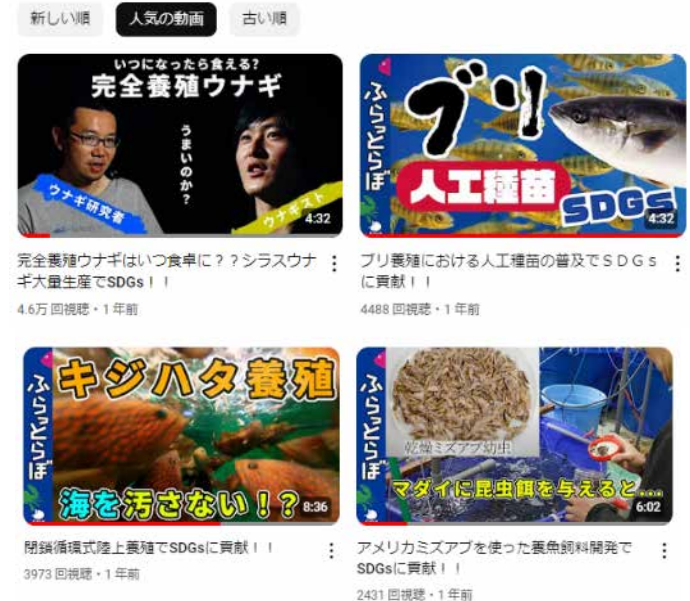 新しい順
人気の動画
古い順
いつになったら食える?
完全養殖ウナギ
うまいのか?
ウナギ研究者
ウナギスト
4:32
ふらっとらぼ
ブリ
人工種苗
SDGs
4:32
完全養殖ウナギはいつ食卓に??シラスウナ
ギ大量生産でSDGs!!
4.6万 回視聴・1 年前
ブリ養殖における人工種苗の普及でSDGs
に貢献!!
4488 回視聴・1 年前
ふらっとらぼ
キジハタ養殖
海を汚さない!?
8:36
ふらっとらぼ
乾燥ミズアブ幼虫
マダイに昆虫餌を与えると...
6:02
閉鎖循環式陸上養殖でSDGsに貢献!!
3973 回視聴・1 年前
アメリカミズアブを使った養魚飼料開発で
SDGsに貢献!!
2431 回視聴・1 年前